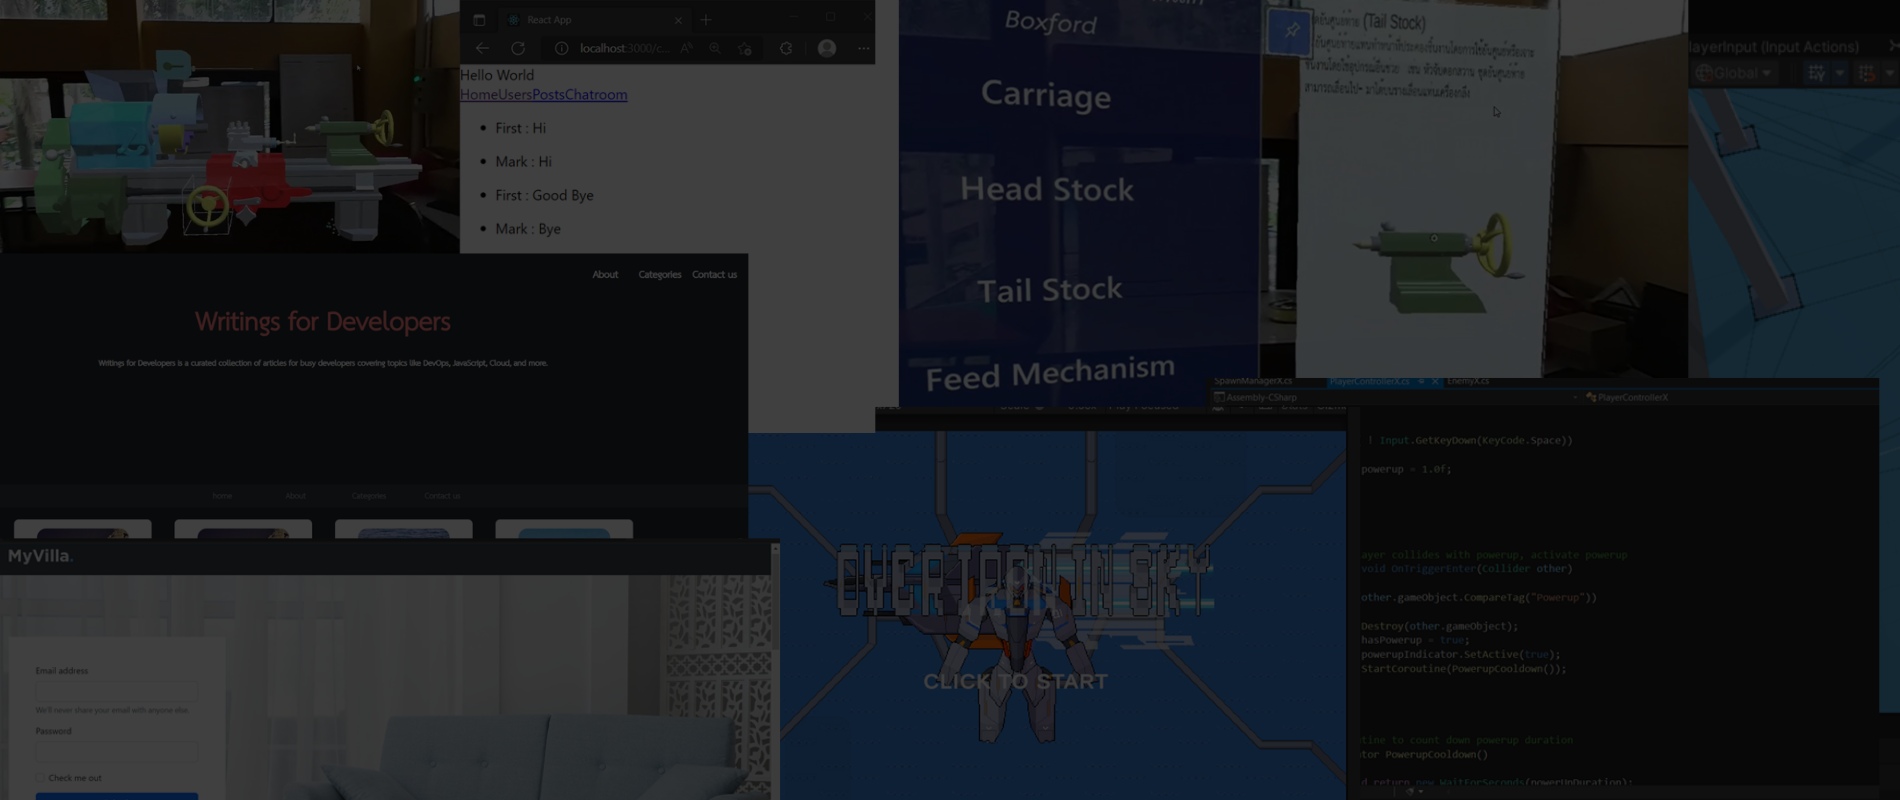 React App
localhost:3000/c...
Hello World
HomeUsersPostsChatroom
First : Hi
Mark : Hi
First : Good Bye
Mark : Bye
Boxford
Carriage
Head Stock
Tail Stock
Feed Mechanism
(Tail Stock)
layerInput (Input Actions)
Global
About Categories Contact us
Writings for Developers
Writings for Developers is a curated collection of articles for busy developers covering topics like DevOps, JavaScript, Cloud, and more.
home About Categories Contact us
MyVilla.
Email address
We'll never share your email with anyone else.
Password
Check me out
OVERTAPEN IN SKY
CLICK TO START
SpawnManagerX.cs PlayerControllerX.cs EnemyX.cs
Assembly-CSharp PlayerControllerX
! Input.GetKeyDown(KeyCode.Space))
powerup = 1.0f;
ayer collides with powerup, activate powerup
void OnTriggerEnter(Collider other)
other.gameObject.CompareTag("Powerup"))
Destroy(other.gameObject);
hasPowerup = true;
powerupIndicator.SetActive(true);
StartCoroutine(PowerupCooldown());
tine to count down powerup duration
tor PowerupCooldown()
d return new WaitForSeconds(powerUpDuration);